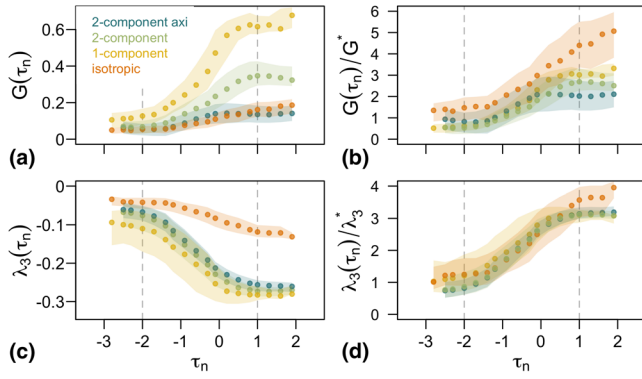 2-component axi
2-component
1-component
isotropic
G(τn)
0.6
0.4
0.2
0
(a)
G(τn)/G*
6
5
4
3
2
1
0
(b)
λ3(τn)
0
-0.1
-0.2
-0.3
-3 -2 -1 0 1 2
τn
(c)
λ3(τn)/λ3*
4
3
2
1
0
-3 -2 -1 0 1 2
τn
(d)